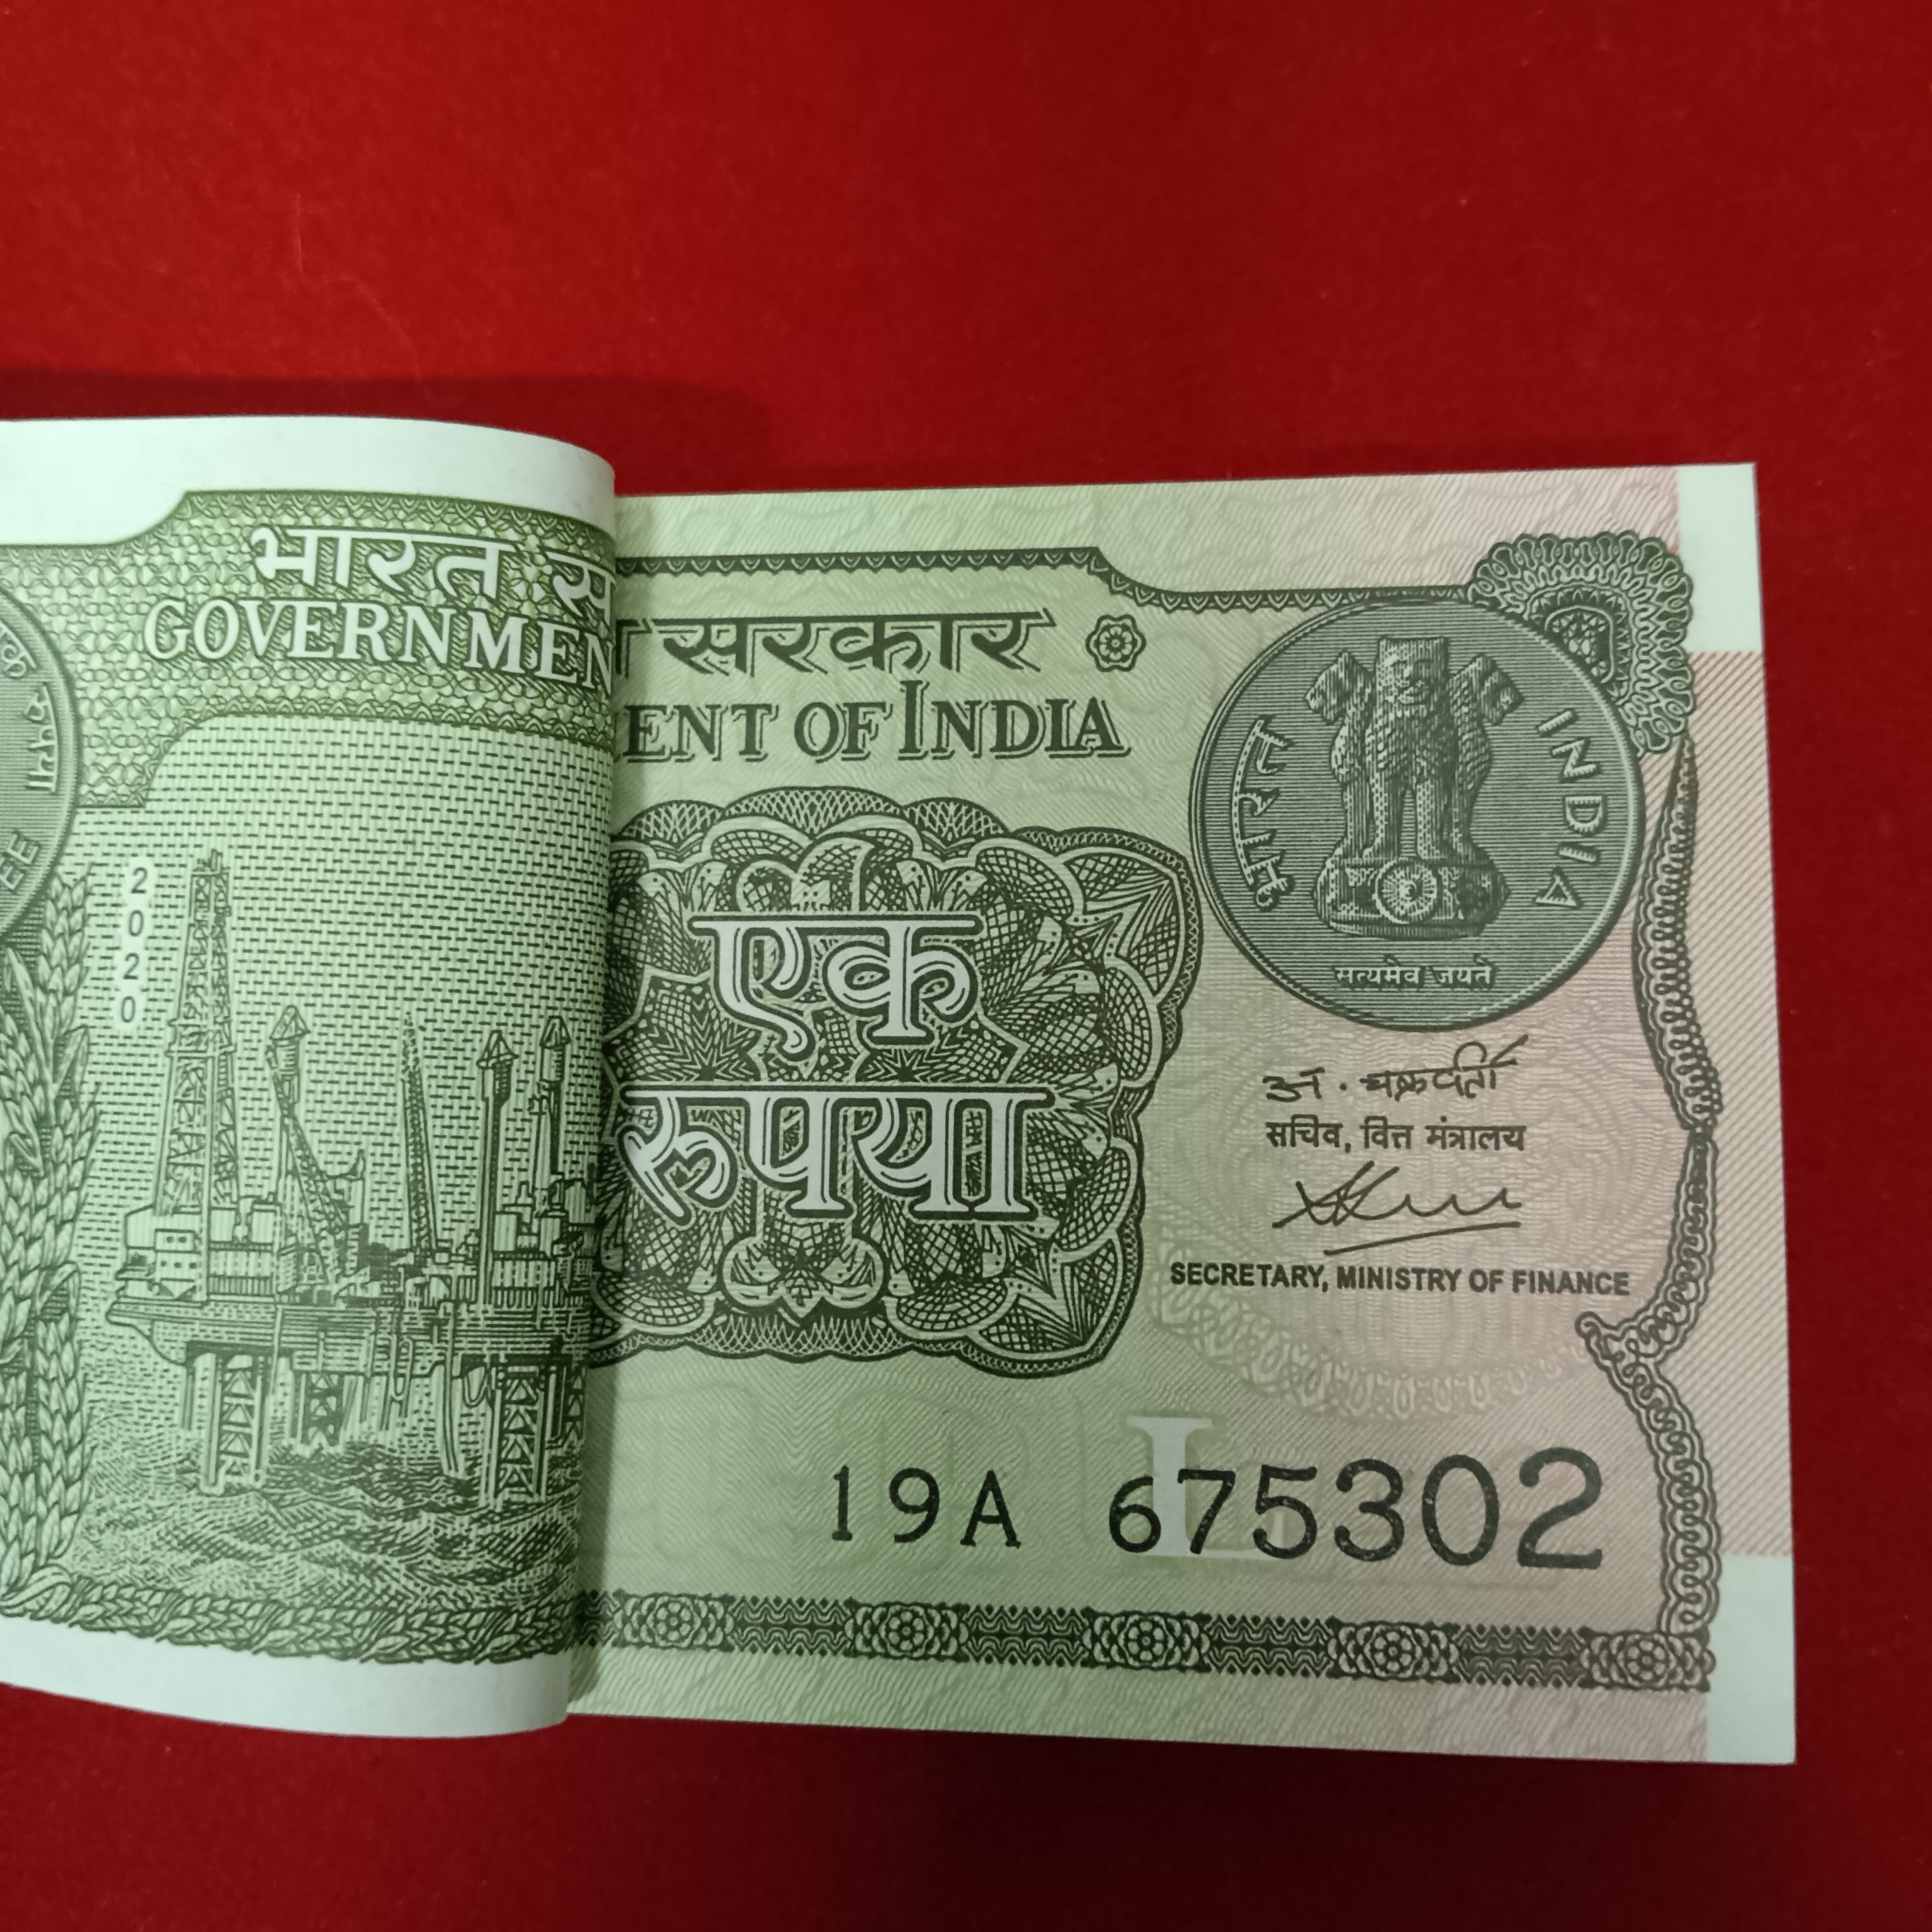 भारत स
GOVERNMEN
2020
सरकार
ENT OF INDIA
एक
रुपया
भारत
INDIA
सत्यमेव जयते
अ. चक्रवर्ती
सचिव, वित्त मंत्रालय
SECRETARY, MINISTRY OF FINANCE
L
19A 675302